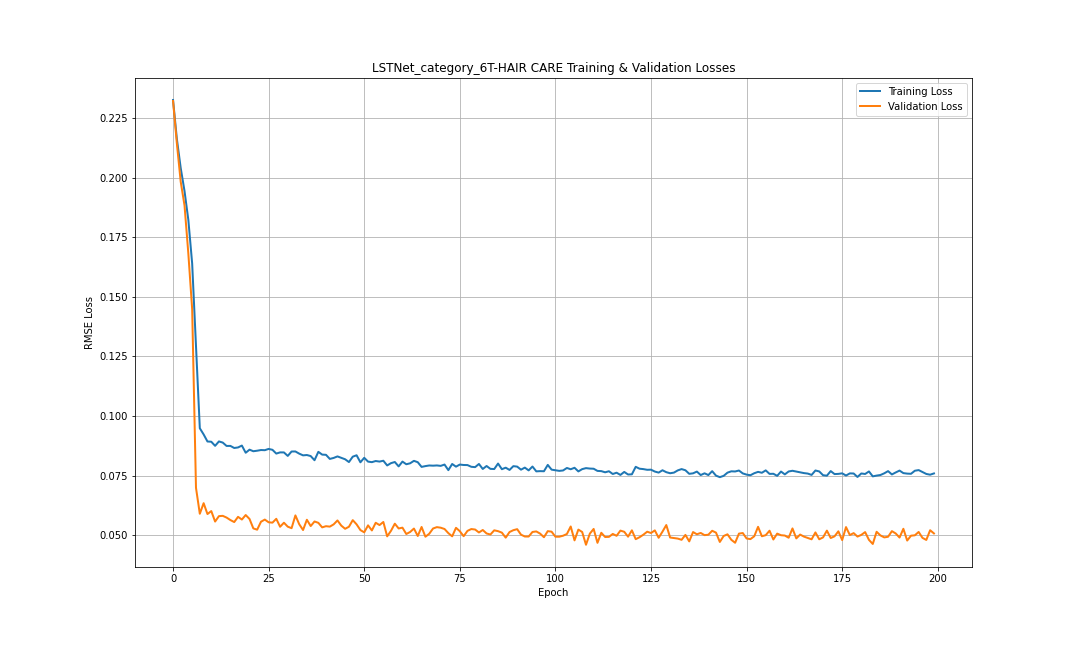 LSTNet_category_6T-HAIR CARE Training & Validation Losses
Training Loss
Validation Loss
0.225
0.200
0.175
0.150
0.125
0.100
0.075
0.050
RMSE Loss
0 25 50 75 100 125 150 175 200
Epoch